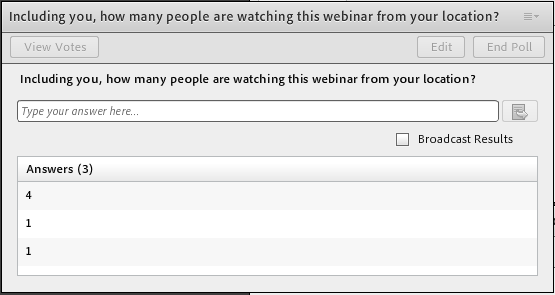 Including you, how many people are watching this webinar from your location?
View Votes
Edit
End Poll
Including you, how many people are watching this webinar from your location?
Type your answer here...
Broadcast Results
Answers (3)
4
1
1